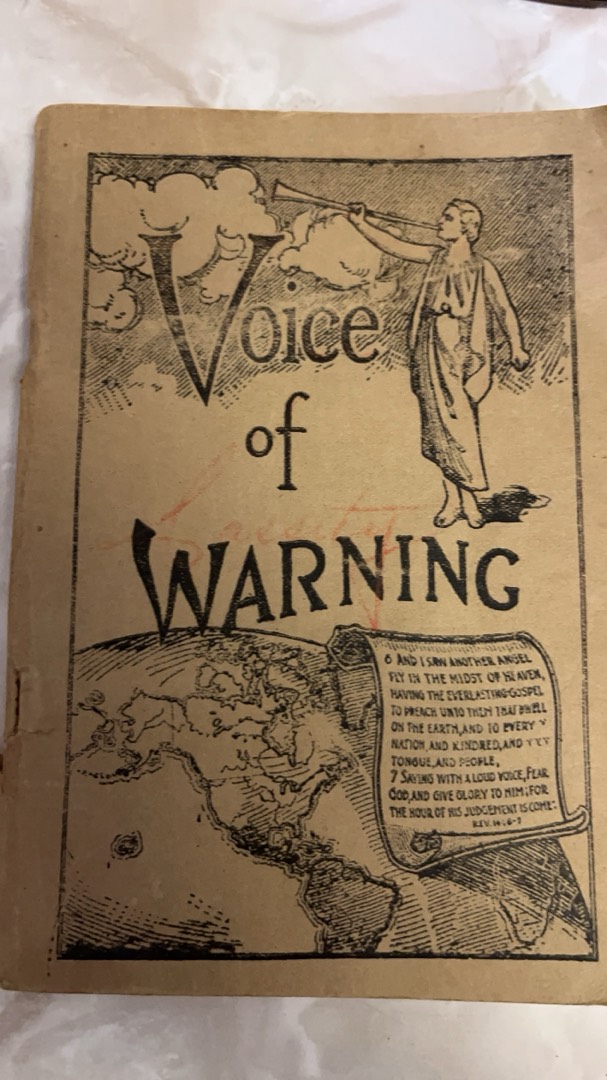 Voice
of
WARNING
6 AND I SAW ANOTHER ANGEL
FLY IN THE MIDST OF HEAVEN,
HAVING THE EVERLASTING GOSPEL
TO PREACH UNTO THEM THAT DWELL
ON THE EARTH, AND TO EVERY
NATION, AND KINDRED, AND
TONGUE, AND PEOPLE,
7 SAYING WITH A LOUD VOICE, FEAR
GOD, AND GIVE GLORY TO HIM; FOR
THE HOUR OF HIS JUDGEMENT IS COME:
REV. 14:6-7